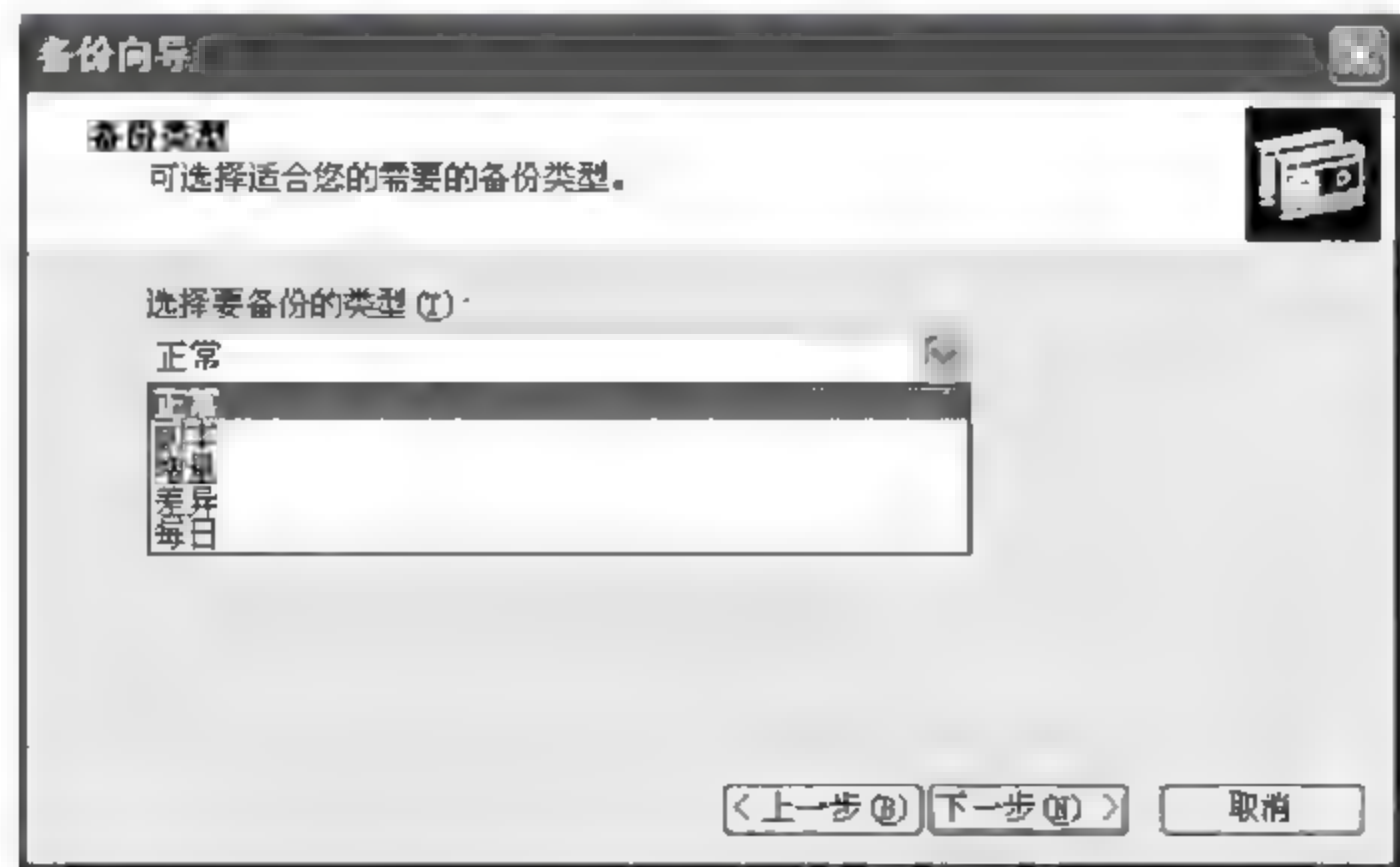 备份向导
备份类型
可选择适合您的需要的备份类型。
选择要备份的类型(T):
正常
正常
副本
增量
差异
每日
< 上一步(B)
下一步(N) >
取消